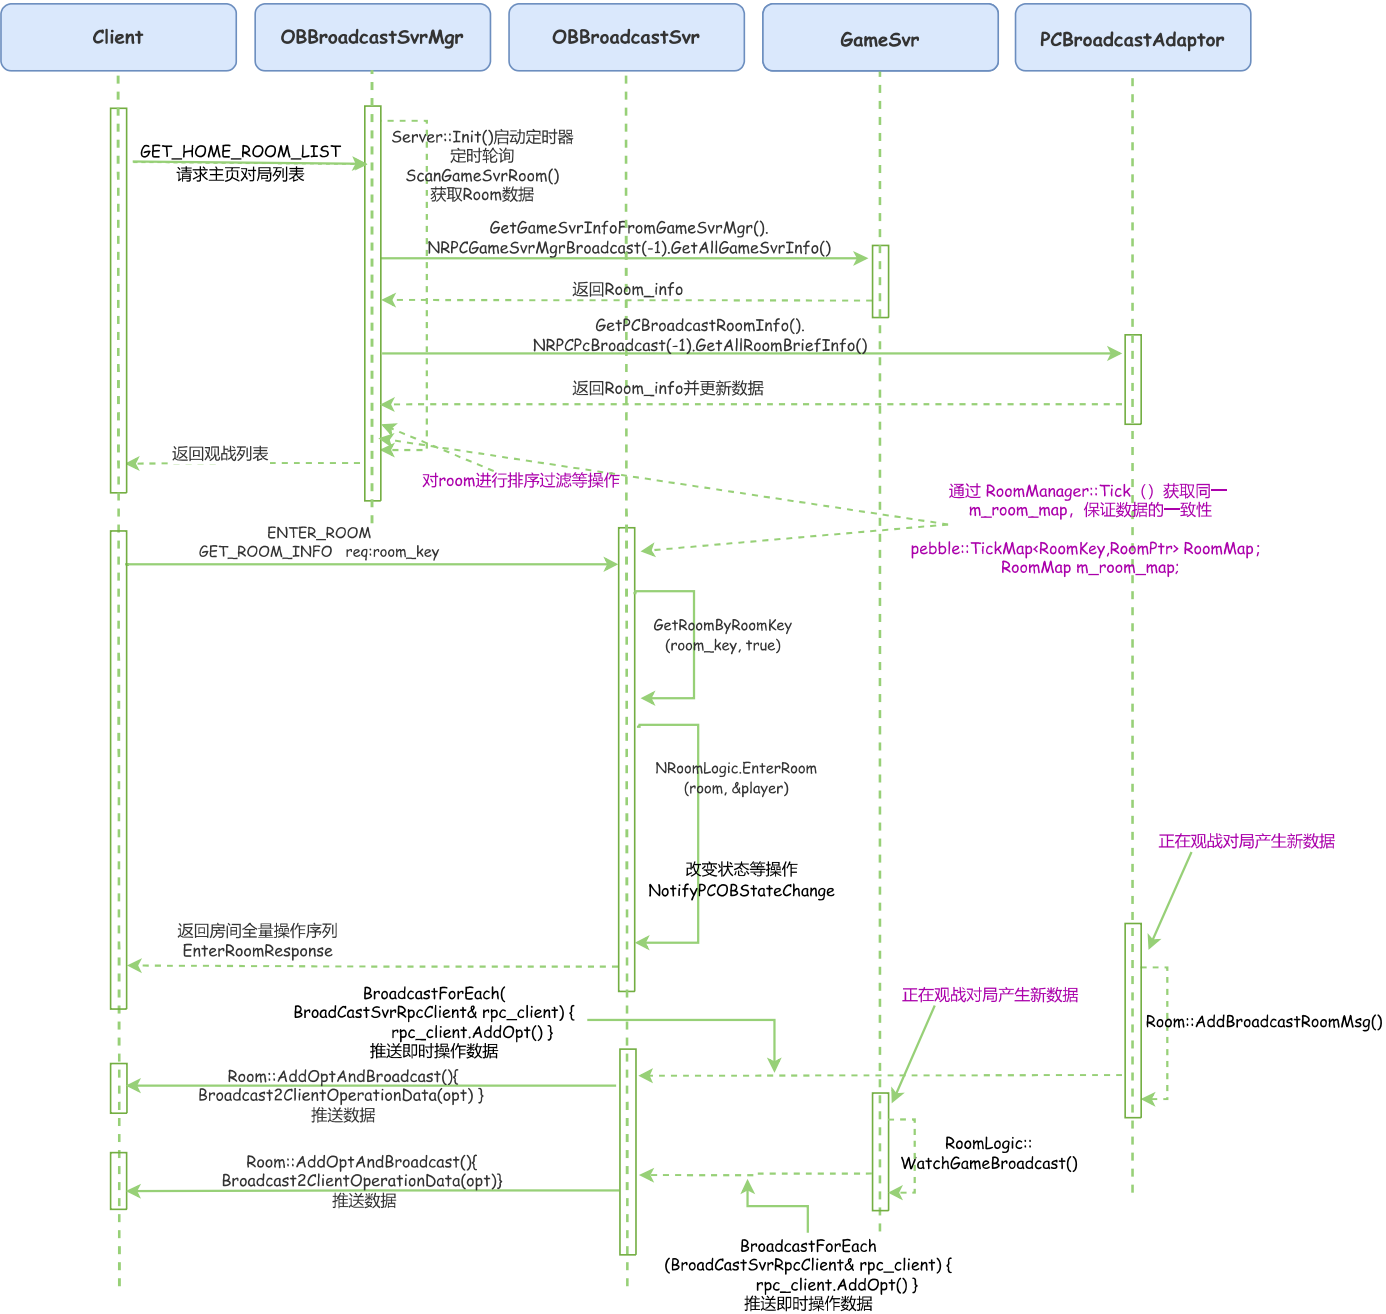 Client
OBBroadcastSvrMgr
OBBroadcastSvr
GameSvr
PCBroadcastAdaptor
GET_HOME_ROOM_LIST
请求主页对局列表
Server::Init()启动定时器
定时轮询
ScanGameSvrRoom()
获取Room数据
GetGameSvrInfoFromGameSvrMgr().
NRPCGameSvrMgrBroadcast(-1).GetAllGameSvrInfo()
返回Room_info
GetPCBroadcastRoomInfo().
NRPCPcBroadcast(-1).GetAllRoomBriefInfo()
返回Room_info并更新数据
返回观战列表
对room进行排序过滤等操作
通过 RoomManager::Tick（）获取同一
m_room_map，保证数据的一致性
pebble::TickMap<RoomKey,RoomPtr> RoomMap;
RoomMap m_room_map;
ENTER_ROOM
GET_ROOM_INFO req:room_key
GetRoomByRoomKey
(room_key, true)
NRoomLogic.EnterRoom
(room, &player)
改变状态等操作
NotifyPCOBStateChange
正在观战对局产生新数据
返回房间全量操作序列
EnterRoomResponse
BroadcastForEach(
BroadCastSvrRpcClient& rpc_client) {
rpc_client.AddOpt() }
推送即时操作数据
正在观战对局产生新数据
Room::AddBroadcastRoomMsg()
Room::AddOptAndBroadcast(){
Broadcast2ClientOperationData(opt) }
推送数据
RoomLogic::
WatchGameBroadcast()
Room::AddOptAndBroadcast(){
Broadcast2ClientOperationData(opt)}
推送数据
BroadcastForEach
(BroadCastSvrRpcClient& rpc_client) {
rpc_client.AddOpt() }
推送即时操作数据